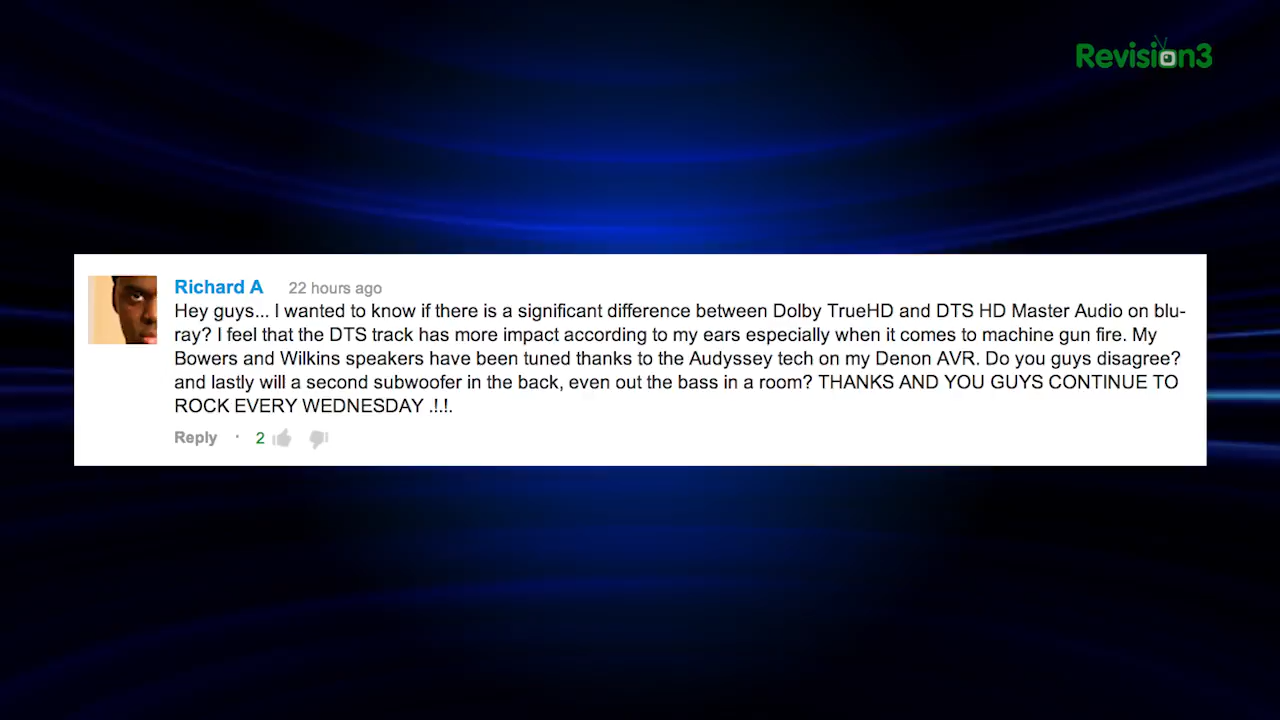 Revision3
Richard A 22 hours ago
Hey guys... I wanted to know if there is a significant difference between Dolby TrueHD and DTS HD Master Audio on blu-
ray? I feel that the DTS track has more impact according to my ears especially when it comes to machine gun fire. My
Bowers and Wilkins speakers have been tuned thanks to the Audyssey tech on my Denon AVR. Do you guys disagree?
and lastly will a second subwoofer in the back, even out the bass in a room? THANKS AND YOU GUYS CONTINUE TO
ROCK EVERY WEDNESDAY .!.!.
Reply · 2